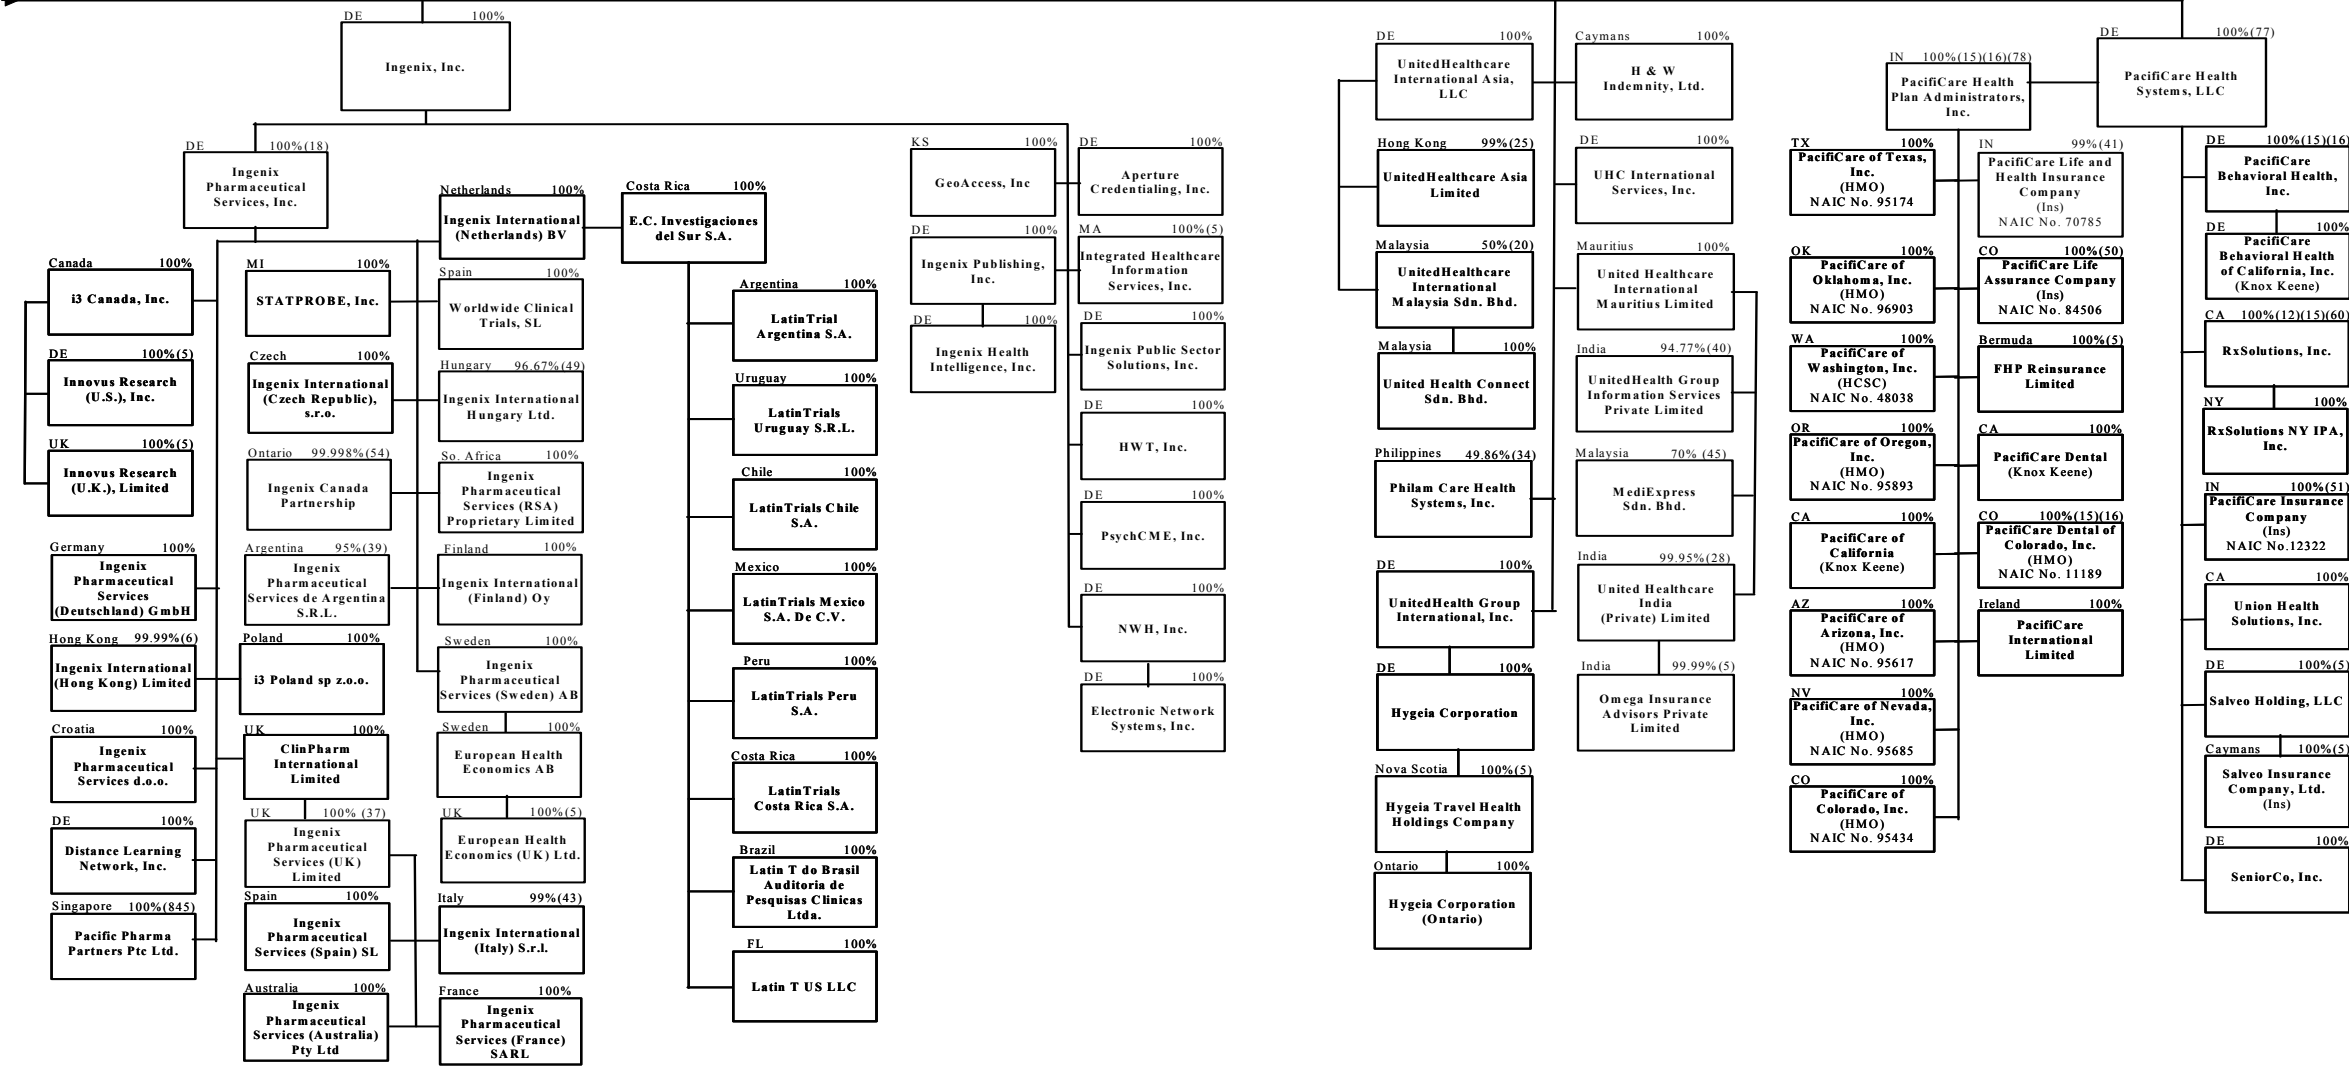 DE 100%
Ingenix, Inc.
DE 100%(18)
Ingenix
Pharmaceutical
Services, Inc.
Canada 100%
i3 Canada, Inc.
DE 100%(5)
Innovus Research
(U.S.), Inc.
UK 100%(5)
Innovus Research
(U.K.), Limited
Germany 100%
Ingenix
Pharmaceutical
Services
(Deutschland) GmbH
Hong Kong 99.99%(6)
Ingenix International
(Hong Kong) Limited
Croatia 100%
Ingenix
Pharmaceutical
Services d.o.o.
DE 100%
Distance Learning
Network, Inc.
Singapore 100%(845)
Pacific Pharma
Partners Ptc Ltd.
MI 100%
STATPROBE, Inc.
Czech 100%
Ingenix International
(Czech Republic),
s.r.o.
Ontario 99.998%(54)
Ingenix Canada
Partnership
Argentina 95%(39)
Ingenix
Pharmaceutical
Services de Argentina
S.R.L.
Poland 100%
i3 Poland sp z.o.o.
UK 100%
ClinPharm
International
Limited
UK 100% (37)
Ingenix
Pharmaceutical
Services (UK)
Limited
Spain 100%
Ingenix
Pharmaceutical
Services (Spain) SL
Australia 100%
Ingenix
Pharmaceutical
Services (Australia)
Pty Ltd
Netherlands 100%
Ingenix International
(Netherlands) BV
Spain 100%
Worldwide Clinical
Trials, SL
Hungary 96.67%(49)
Ingenix International
Hungary Ltd.
So. Africa 100%
Ingenix
Pharmaceutical
Services (RSA)
Proprietary Limited
Finland 100%
Ingenix International
(Finland) Oy
Sweden 100%
Ingenix
Pharmaceutical
Services (Sweden) AB
Sweden 100%
European Health
Economics AB
UK 100%(5)
European Health
Economics (UK) Ltd.
Italy 99%(43)
Ingenix International
(Italy) S.r.l.
France 100%
Ingenix
Pharmaceutical
Services (France)
SARL
Costa Rica 100%
E.C. Investigaciones
del Sur S.A.
Argentina 100%
LatinTrial
Argentina S.A.
Uruguay 100%
LatinTrials
Uruguay S.R.L.
Chile 100%
LatinTrials Chile
S.A.
Mexico 100%
LatinTrials Mexico
S.A. De C.V.
Peru 100%
LatinTrials Peru
S.A.
Costa Rica 100%
LatinTrials
Costa Rica S.A.
Brazil 100%
Latin T do Brasil
Auditoria de
Pesquisas Clinicas
Ltda.
FL 100%
Latin T US LLC
KS 100%
GeoAccess, Inc
DE 100%
Ingenix Publishing,
Inc.
DE 100%
Ingenix Health
Intelligence, Inc.
DE 100%
Aperture
Credentialing, Inc.
MA 100%(5)
Integrated Healthcare
Information
Services, Inc.
DE 100%
Ingenix Public Sector
Solutions, Inc.
DE 100%
HWT, Inc.
DE 100%
PsychCME, Inc.
DE 100%
NWH, Inc.
DE 100%
Electronic Network
Systems, Inc.
DE 100%
UnitedHealthcare
International Asia,
LLC
Hong Kong 99%(25)
UnitedHealthcare Asia
Limited
Malaysia 50%(20)
UnitedHealthcare
International
Malaysia Sdn. Bhd.
Malaysia 100%
United Health Connect
Sdn. Bhd.
Philippines 49.86%(34)
Philam Care Health
Systems, Inc.
DE 100%
UnitedHealth Group
International, Inc.
DE 100%
Hygeia Corporation
Nova Scotia 100%(5)
Hygeia Travel Health
Holdings Company
Ontario 100%
Hygeia Corporation
(Ontario)
Caymans 100%
H & W
Indemnity, Ltd.
DE 100%
UHC International
Services, Inc.
Mauritius 100%
United International
Healthcare
Mauritius Limited
India 94.77%(40)
UnitedHealth Group
Information Services
Private Limited
Malaysia 70% (45)
MediExpress
Sdn. Bhd.
India 99.95%(28)
United Healthcare
India
(Private) Limited
India 99.99%(5)
Omega Insurance
Advisors Private
Limited
IN 100%(15)(16)(78)
PacifiCare Health
Plan Administrators,
Inc.
DE 100%(77)
PacifiCare Health
Systems, LLC
TX 100%
PacifiCare of Texas,
Inc.
(HMO)
NAIC No. 95174
OK 100%
PacifiCare of
Oklahoma, Inc.
(HMO)
NAIC No. 96903
WA 100%
PacifiCare of
Washington, Inc.
(HCSC)
NAIC No. 48038
OR 100%
PacifiCare of Oregon,
Inc.
(HMO)
NAIC No. 95893
CA 100%
PacifiCare of
California
(Knox Keene)
AZ 100%
PacifiCare of
Arizona, Inc.
(HMO)
NAIC No. 95617
NV 100%
PacifiCare of Nevada,
Inc.
(HMO)
NAIC No. 95685
CO 100%
PacifiCare of
Colorado, Inc.
(HMO)
NAIC No. 95434
IN 99%(41)
PacifiCare Life and
Health Insurance
Company
(Ins)
NAIC No. 70785
CO 100%(50)
PacifiCare Life
Assurance Company
(Ins)
NAIC No. 84506
Bermuda 100%(5)
FHP Reinsurance
Limited
CA 100%
PacifiCare Dental
(Knox Keene)
CO 100%(15)(16)
PacifiCare Dental of
Colorado, Inc.
(HMO)
NAIC No. 11189
Ireland 100%
PacifiCare
International
Limited
DE 100%(15)(16)
PacifiCare
Behavioral Health,
Inc.
DE 100%
PacifiCare
Behavioral Health
of California, Inc.
(Knox Keene)
CA 100%(12)(15)(60)
RxSolutions, Inc.
NY 100%
RxSolutions NY IPA,
Inc.
IN 100%(51)
PacifiCare Insurance
Company
(Ins)
NAIC No.12322
CA 100%
Union Health
Solutions, Inc.
DE 100%(5)
Salveo Holding, LLC
Caymans 100%(5)
Salveo Insurance
Company, Ltd.
(Ins)
DE 100%
SeniorCo, Inc.